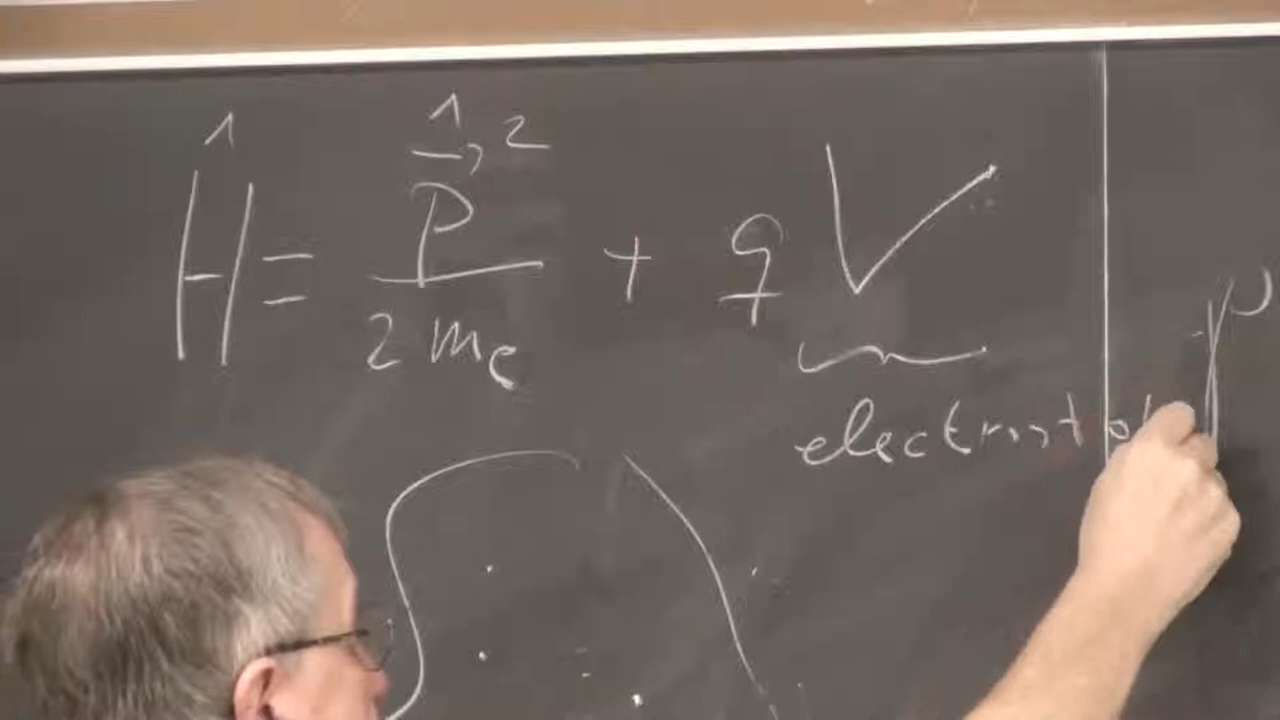 Ĥ = p̂⃗² / 2mₑ + qV
electrostat
p